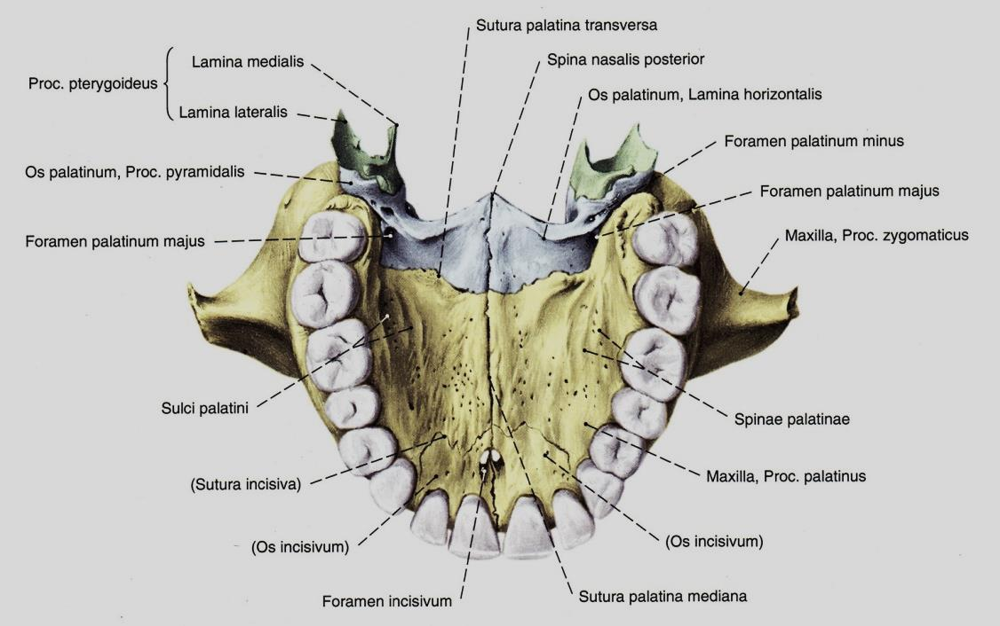 Sutura palatina transversa
Lamina medialis
Spina nasalis posterior
Proc. pterygoideus
Os palatinum, Lamina horizontalis
Lamina lateralis
Foramen palatinum minus
Os palatinum, Proc. pyramidalis
Foramen palatinum majus
Foramen palatinum majus
Maxilla, Proc. zygomaticus
Sulci palatini
Spinae palatinae
(Sutura incisiva)
Maxilla, Proc. palatinus
(Os incisivum)
(Os incisivum)
Foramen incisivum
Sutura palatina mediana